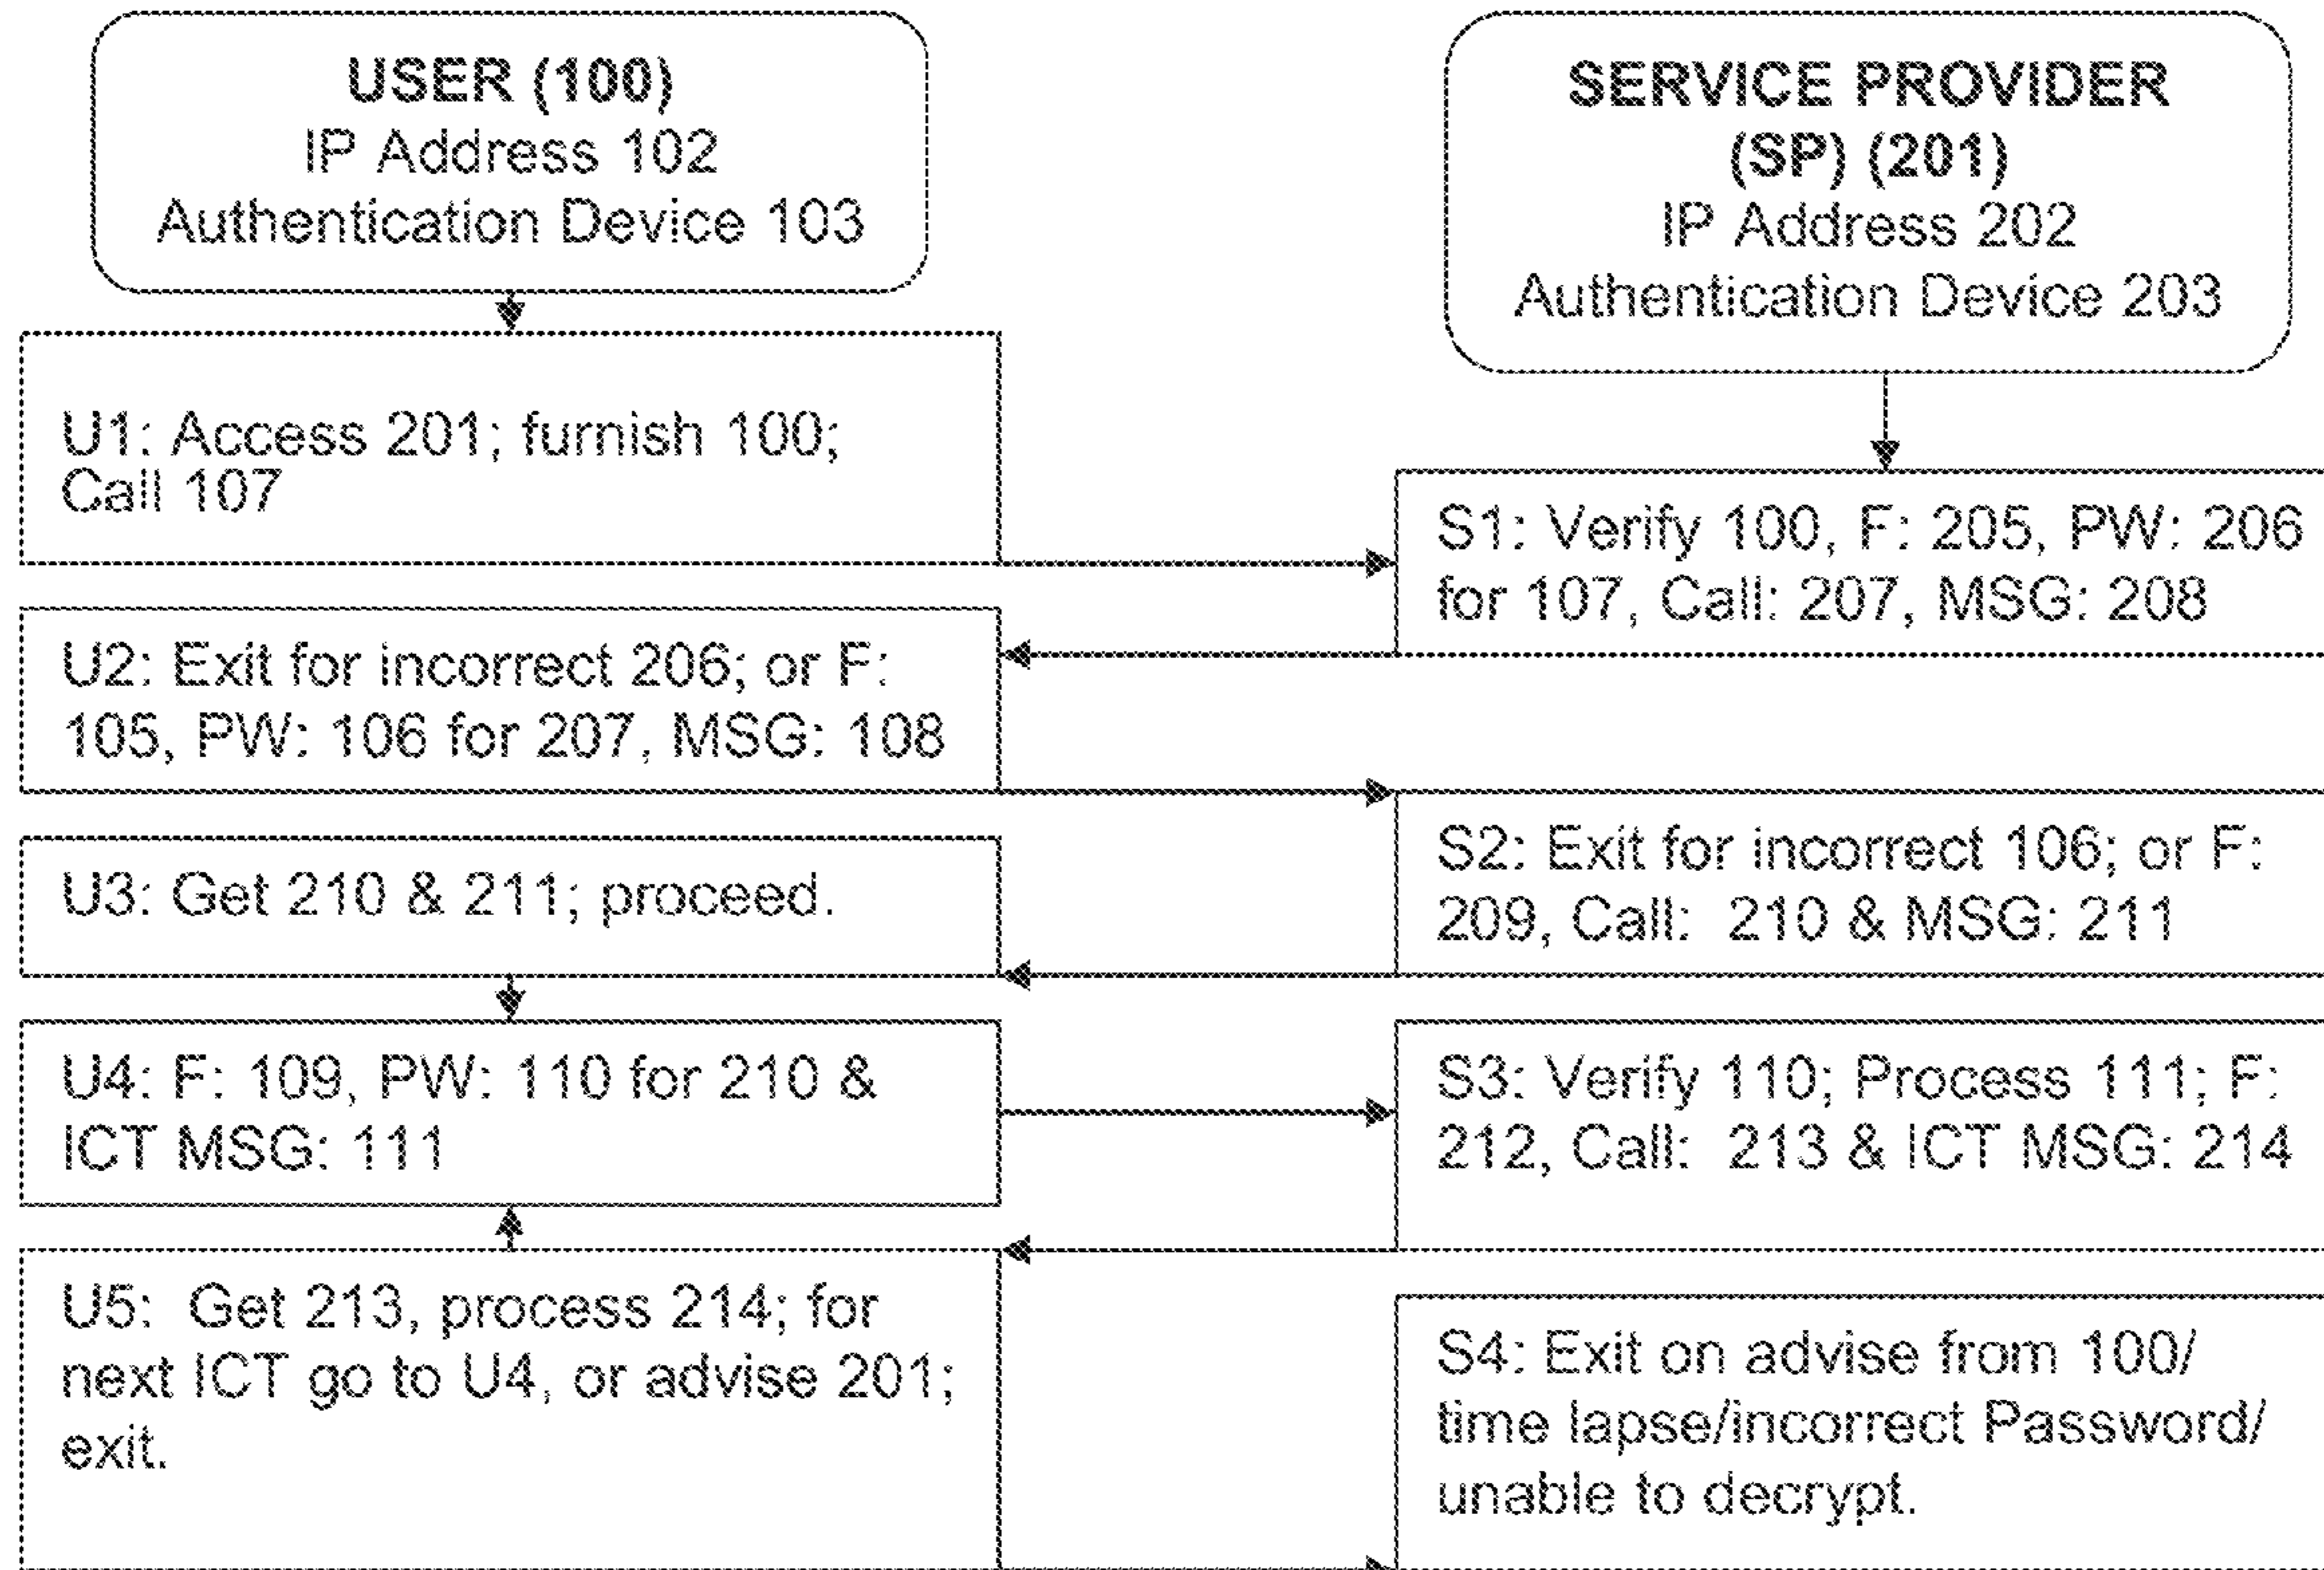 USER (100)
IP Address 102
Authentication Device 103
SERVICE PROVIDER
(SP) (201)
IP Address 202
Authentication Device 203
U1: Access 201; furnish 100;
Call 107
S1: Verify 100, F: 205, PW: 206
for 107, Call: 207, MSG: 208
U2: Exit for incorrect 206; or F:
105, PW: 106 for 207, MSG: 108
S2: Exit for incorrect 106; or F:
209, Call: 210 & MSG: 211
U3: Get 210 & 211; proceed.
U4: F: 109, PW: 110 for 210 &
ICT MSG: 111
S3: Verify 110; Process 111; F:
212, Call: 213 & ICT MSG: 214
U5: Get 213, process 214; for
next ICT go to U4, or advise 201;
exit.
S4: Exit on advise from 100/
time lapse/incorrect Password/
unable to decrypt.